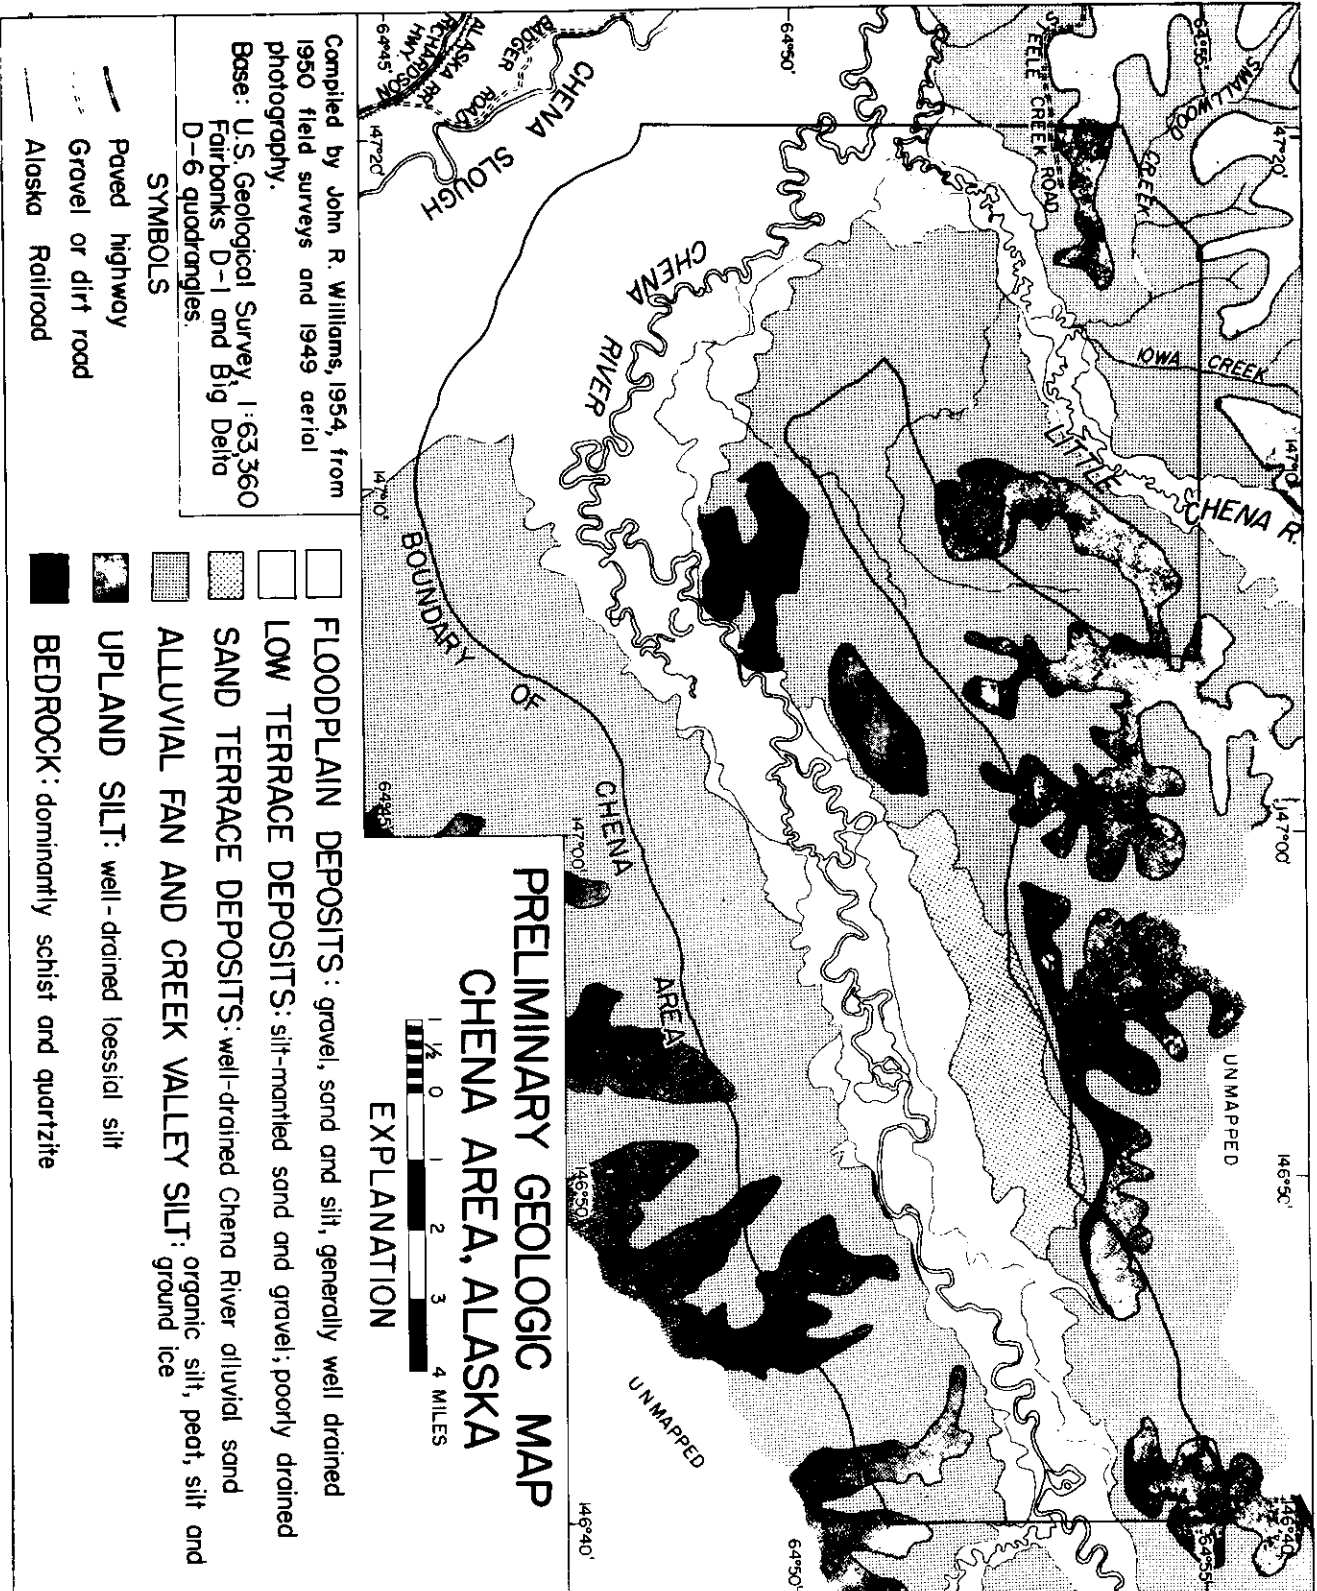 PRELIMINARY GEOLOGIC MAP
CHENA AREA, ALASKA
1 ½ 0 1 2 3 4 MILES
EXPLANATION
FLOODPLAIN DEPOSITS: gravel, sand and silt, generally well drained
LOW TERRACE DEPOSITS: silt-mantled sand and gravel; poorly drained
SAND TERRACE DEPOSITS: well-drained Chena River alluvial sand
ALLUVIAL FAN AND CREEK VALLEY SILT: organic silt, peat, silt and
ground ice
UPLAND SILT: well-drained loessial silt
BEDROCK: dominantly schist and quartzite
Compiled by John R. Williams, 1954, from
1950 field surveys and 1949 aerial
photography.
Base: U.S. Geological Survey, 1:63,360
Fairbanks D-1 and Big Delta
D-6 quadrangles.
SYMBOLS
Paved highway
Gravel or dirt road
Alaska Railroad
64°55'
SMALLWOOD
CREEK
147°20'
IOWA CREEK
147°10'
LITTLE
CHENA R.
147°00'
UNMAPPED
146°50'
146°40'
64°55'
STEELE CREEK ROAD
64°50'
CHENA
RIVER
CHENA SLOUGH
BADGER
ROAD
ALASKA RR
RICHARDSON
HWY
64°45'
147°20'
147°10'
BOUNDARY
OF
CHENA
AREA
64°45'
147°00'
146°50'
UNMAPPED
146°40'
64°50'